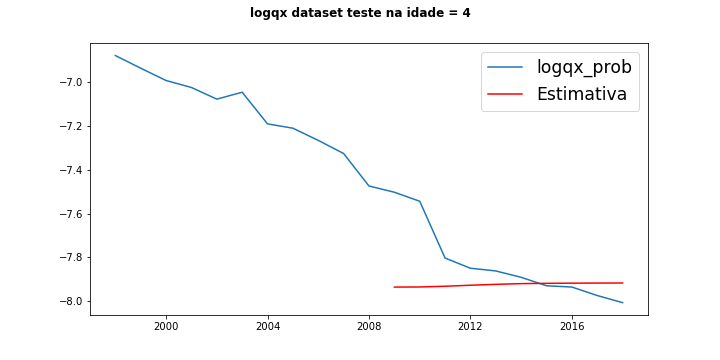 logqx dataset teste na idade = 4
logqx_prob
Estimativa
−7.0
−7.2
−7.4
−7.6
−7.8
−8.0
2000 2004 2008 2012 2016